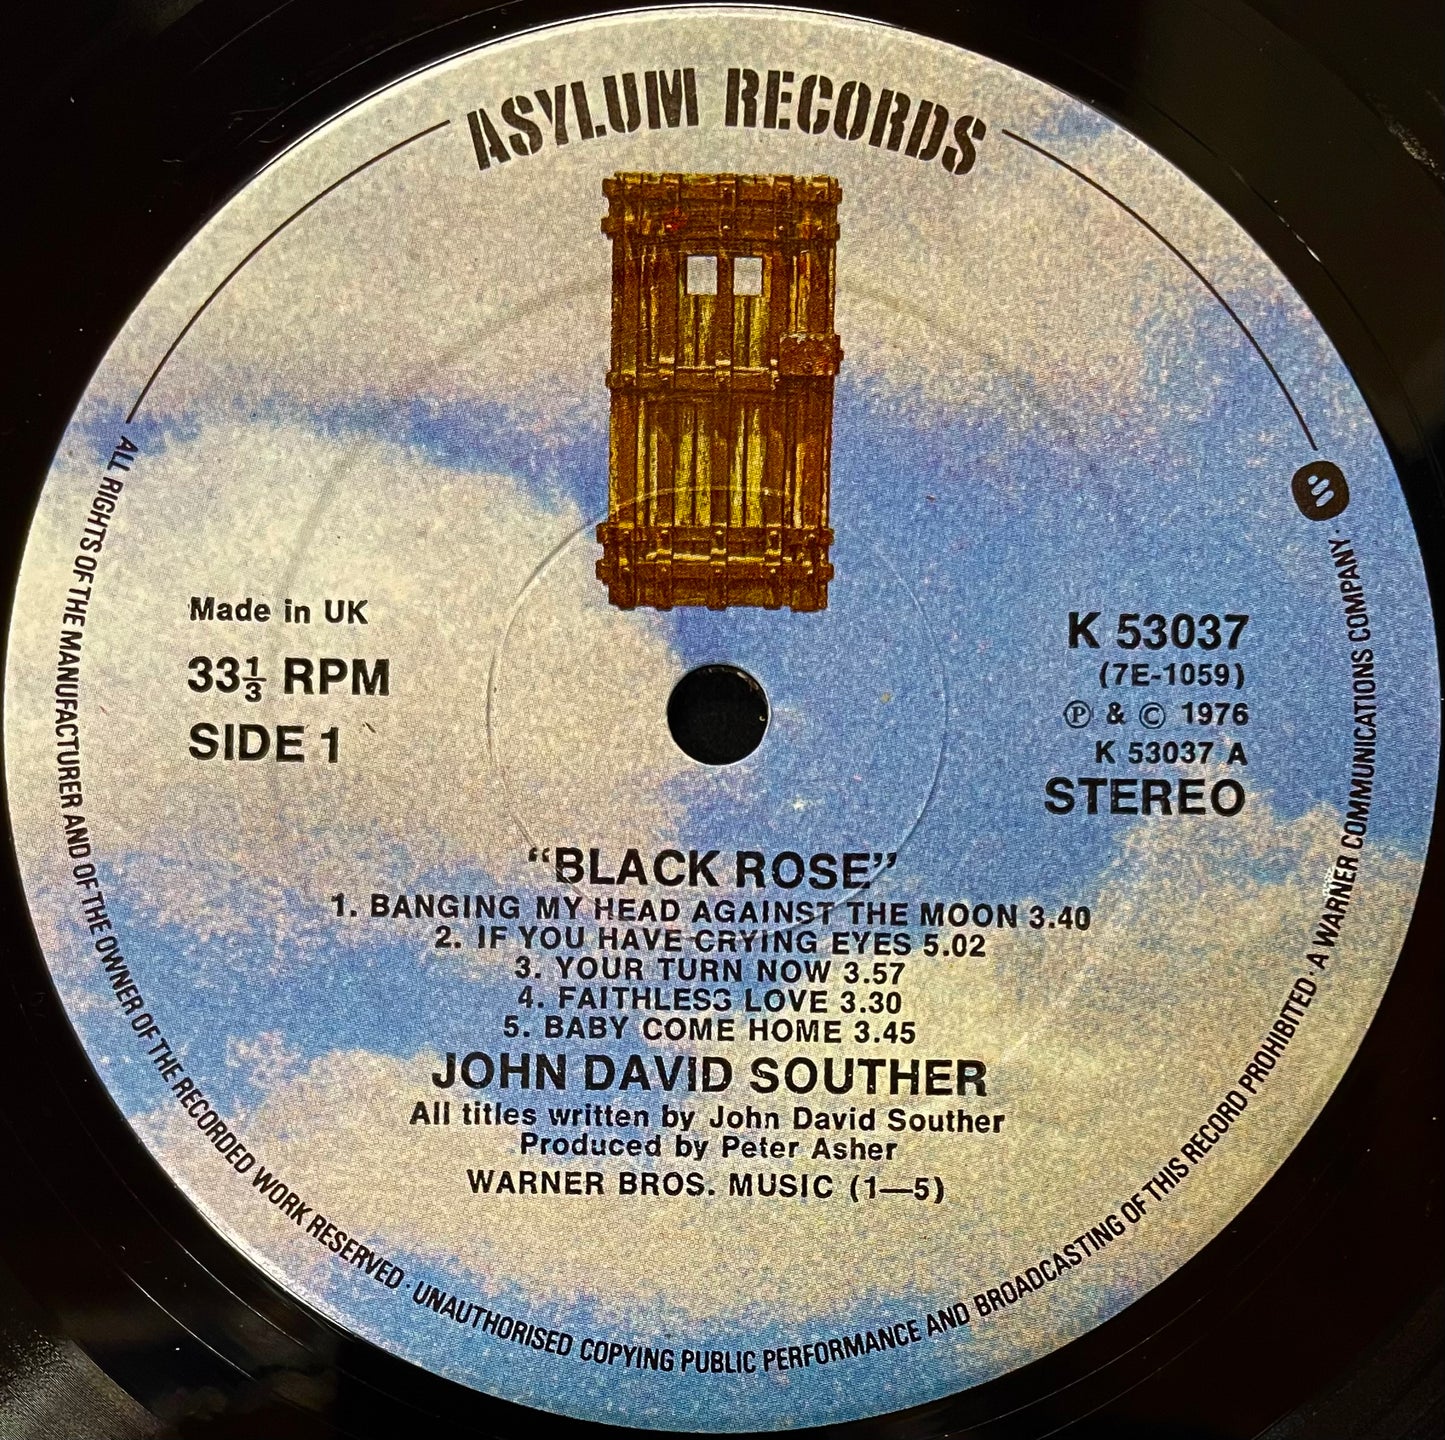 ASYLUM RECORDS
Made in UK
33⅓ RPM
SIDE 1
K 53037
(7E-1059)
Ⓟ & © 1976
K 53037 A
STEREO
“BLACK ROSE”
1. BANGING MY HEAD AGAINST THE MOON 3.40
2. IF YOU HAVE CRYING EYES 5.02
3. YOUR TURN NOW 3.57
4. FAITHLESS LOVE 3.30
5. BABY COME HOME 3.45
JOHN DAVID SOUTHER
All titles written by John David Souther
Produced by Peter Asher
WARNER BROS. MUSIC (1—5)
ALL RIGHTS OF THE MANUFACTURER AND OF THE OWNER OF THE RECORDED WORK RESERVED · UNAUTHORISED COPYING PUBLIC PERFORMANCE AND BROADCASTING OF THIS RECORD PROHIBITED · A WARNER COMMUNICATIONS COMPANY ·